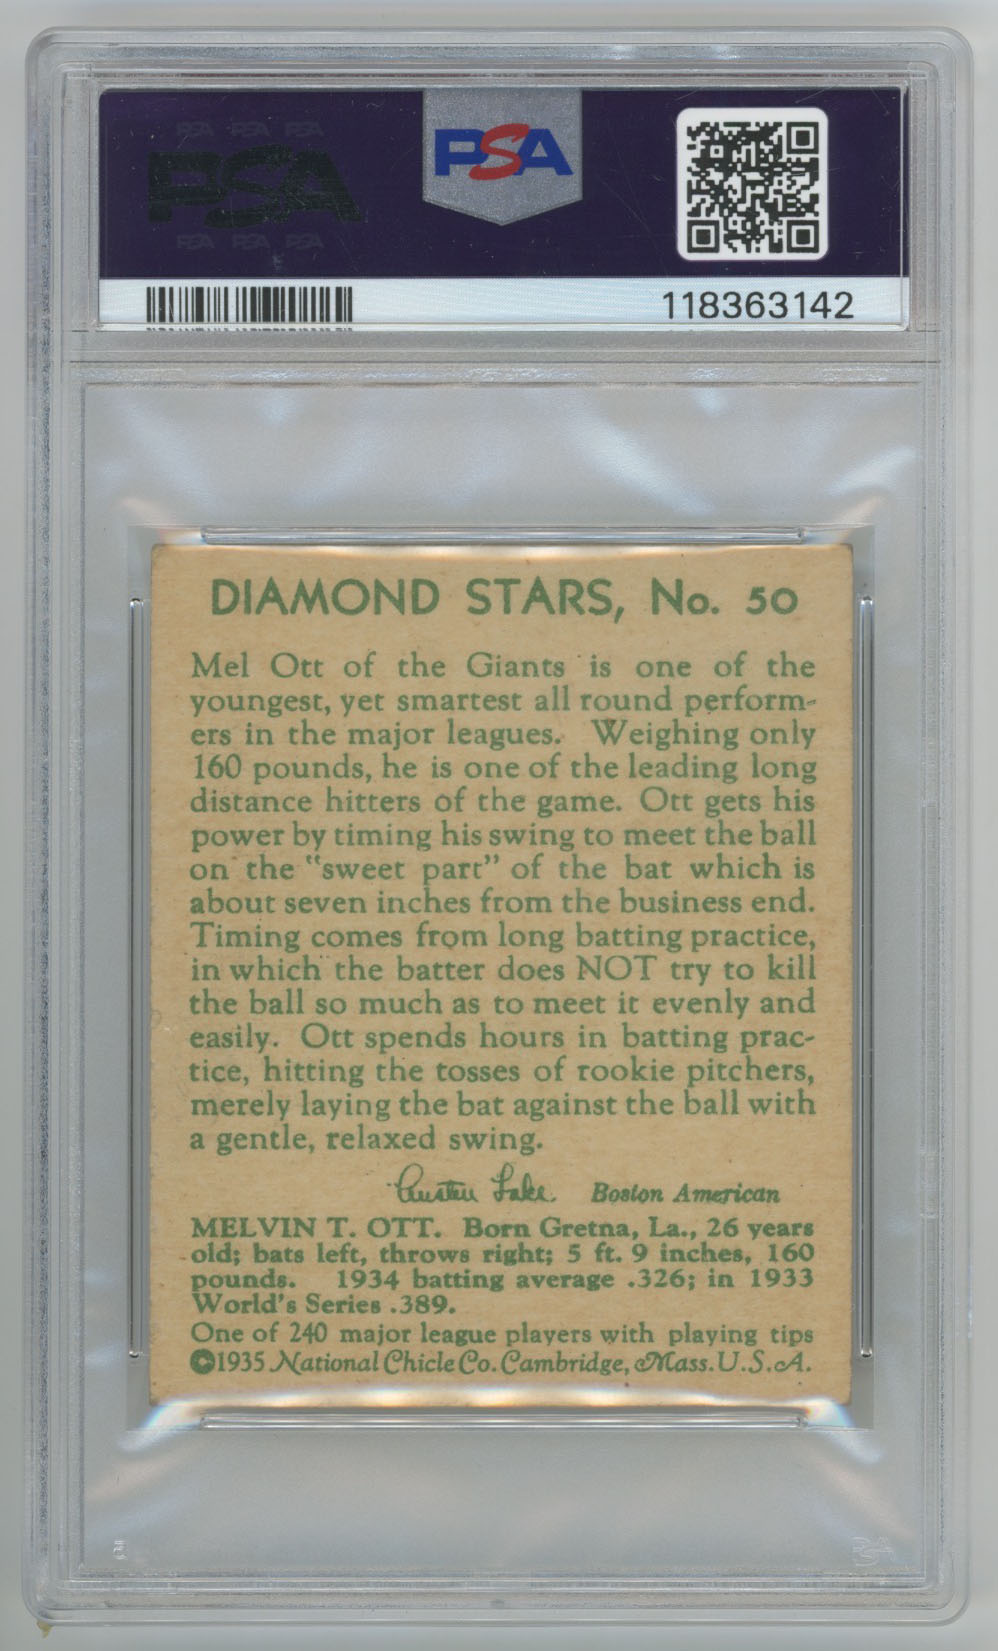 PSA PSA PSA
PSA
PSA PSA PSA
PSA
118363142
DIAMOND STARS, No. 50
Mel Ott of the Giants is one of the
youngest, yet smartest all round perform-
ers in the major leagues. Weighing only
160 pounds, he is one of the leading long
distance hitters of the game. Ott gets his
power by timing his swing to meet the ball
on the "sweet part" of the bat which is
about seven inches from the business end.
Timing comes from long batting practice,
in which the batter does NOT try to kill
the ball so much as to meet it evenly and
easily. Ott spends hours in batting prac-
tice, hitting the tosses of rookie pitchers,
merely laying the bat against the ball with
a gentle, relaxed swing.
Austen Lake. Boston American
MELVIN T. OTT. Born Gretna, La., 26 years
old; bats left, throws right; 5 ft. 9 inches, 160
pounds. 1934 batting average .326; in 1933
World's Series .389.
One of 240 major league players with playing tips
©1935 National Chicle Co. Cambridge, Mass. U.S.A.
PSA